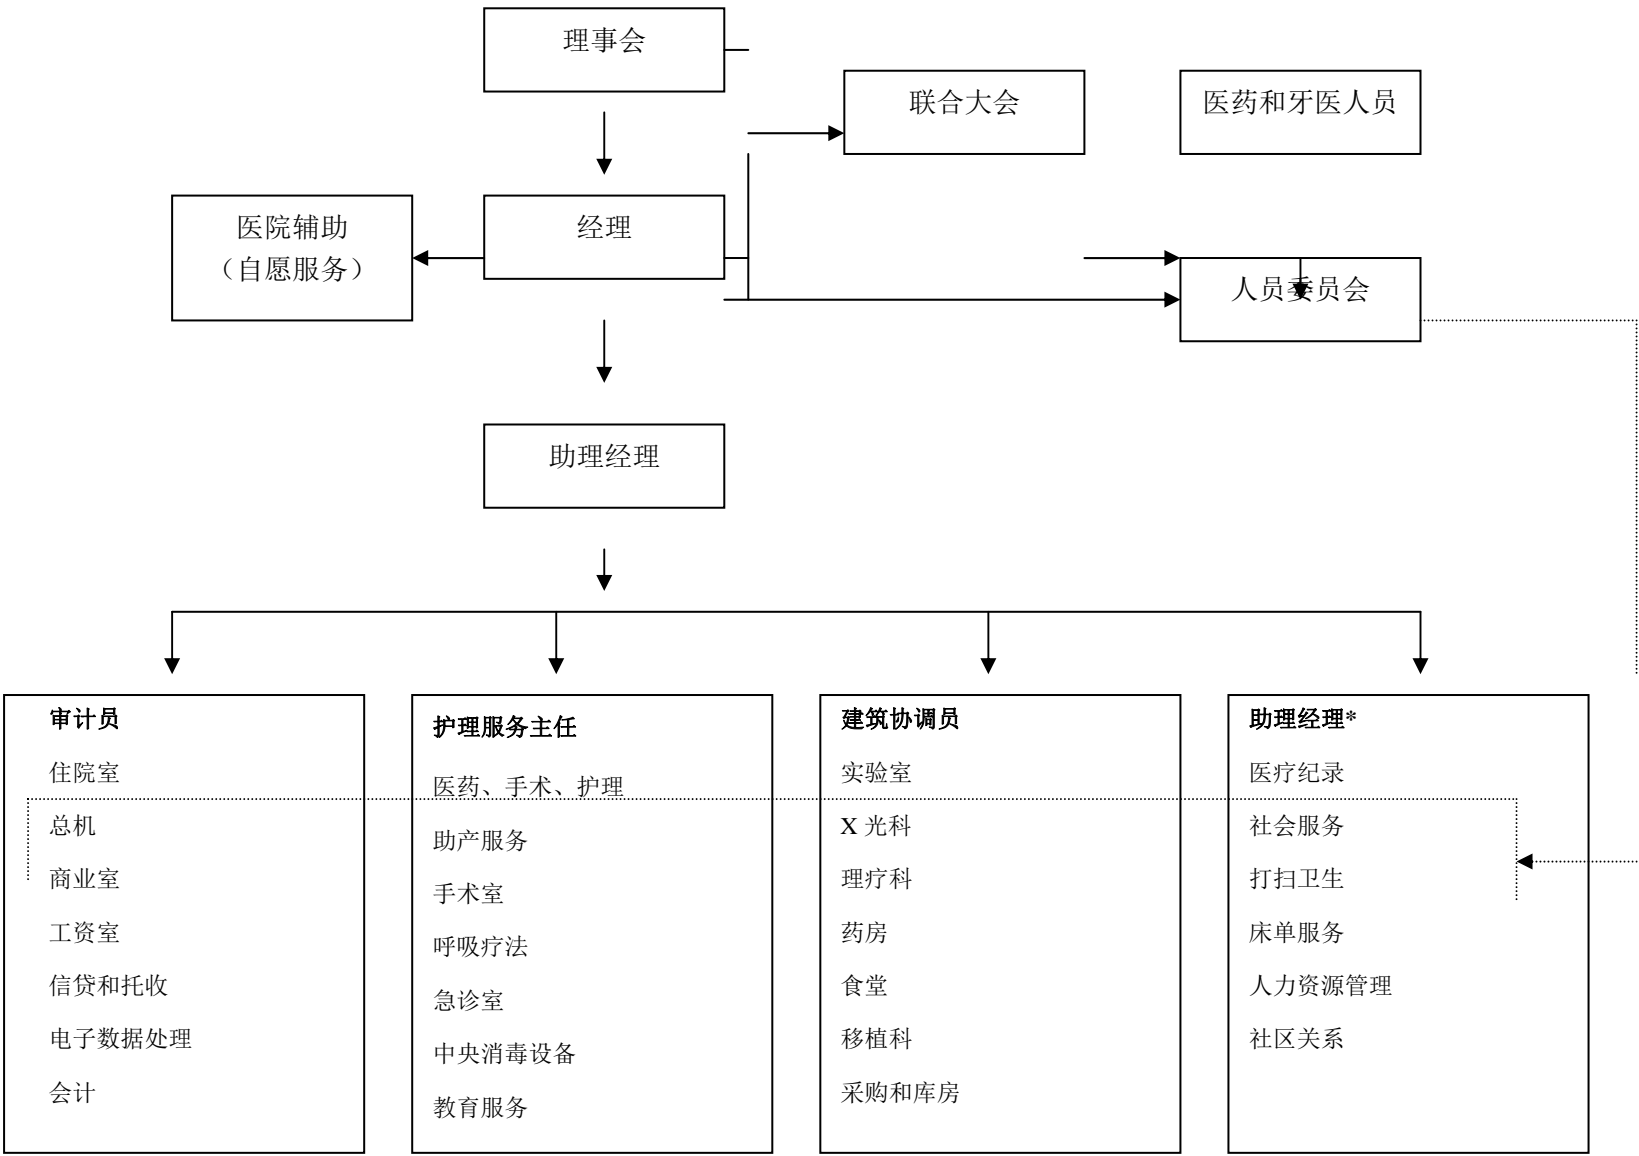 理事会
联合大会
医药和牙医人员
医院辅助
（自愿服务）
经理
人员委员会
助理经理
审计员
住院室
总机
商业室
工资室
信贷和托收
电子数据处理
会计
护理服务主任
医药、手术、护理
助产服务
手术室
呼吸疗法
急诊室
中央消毒设备
教育服务
建筑协调员
实验室
X 光科
理疗科
药房
食堂
移植科
采购和库房
助理经理*
医疗纪录
社会服务
打扫卫生
床单服务
人力资源管理
社区关系